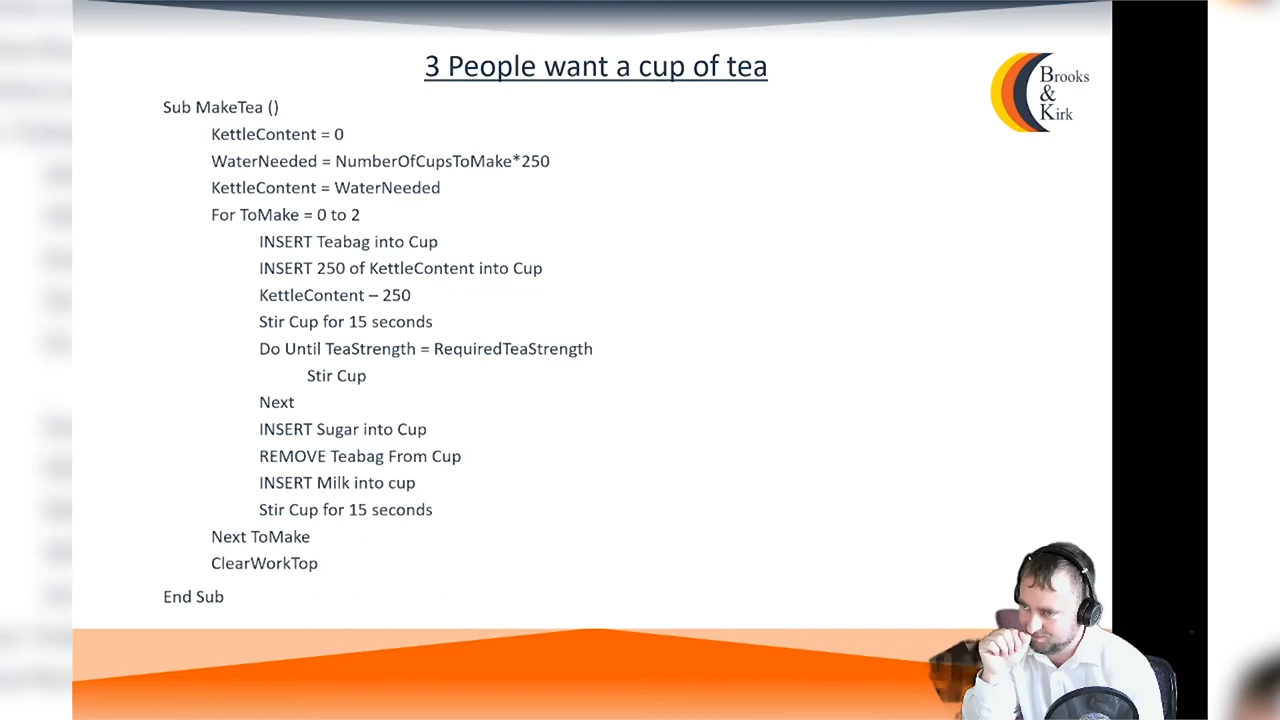 3 People want a cup of tea
Brooks
&
Kirk
Sub MakeTea ()
KettleContent = 0
WaterNeeded = NumberOfCupsToMake*250
KettleContent = WaterNeeded
For ToMake = 0 to 2
INSERT Teabag into Cup
INSERT 250 of KettleContent into Cup
KettleContent – 250
Stir Cup for 15 seconds
Do Until TeaStrength = RequiredTeaStrength
Stir Cup
Next
INSERT Sugar into Cup
REMOVE Teabag From Cup
INSERT Milk into cup
Stir Cup for 15 seconds
Next ToMake
ClearWorkTop
End Sub